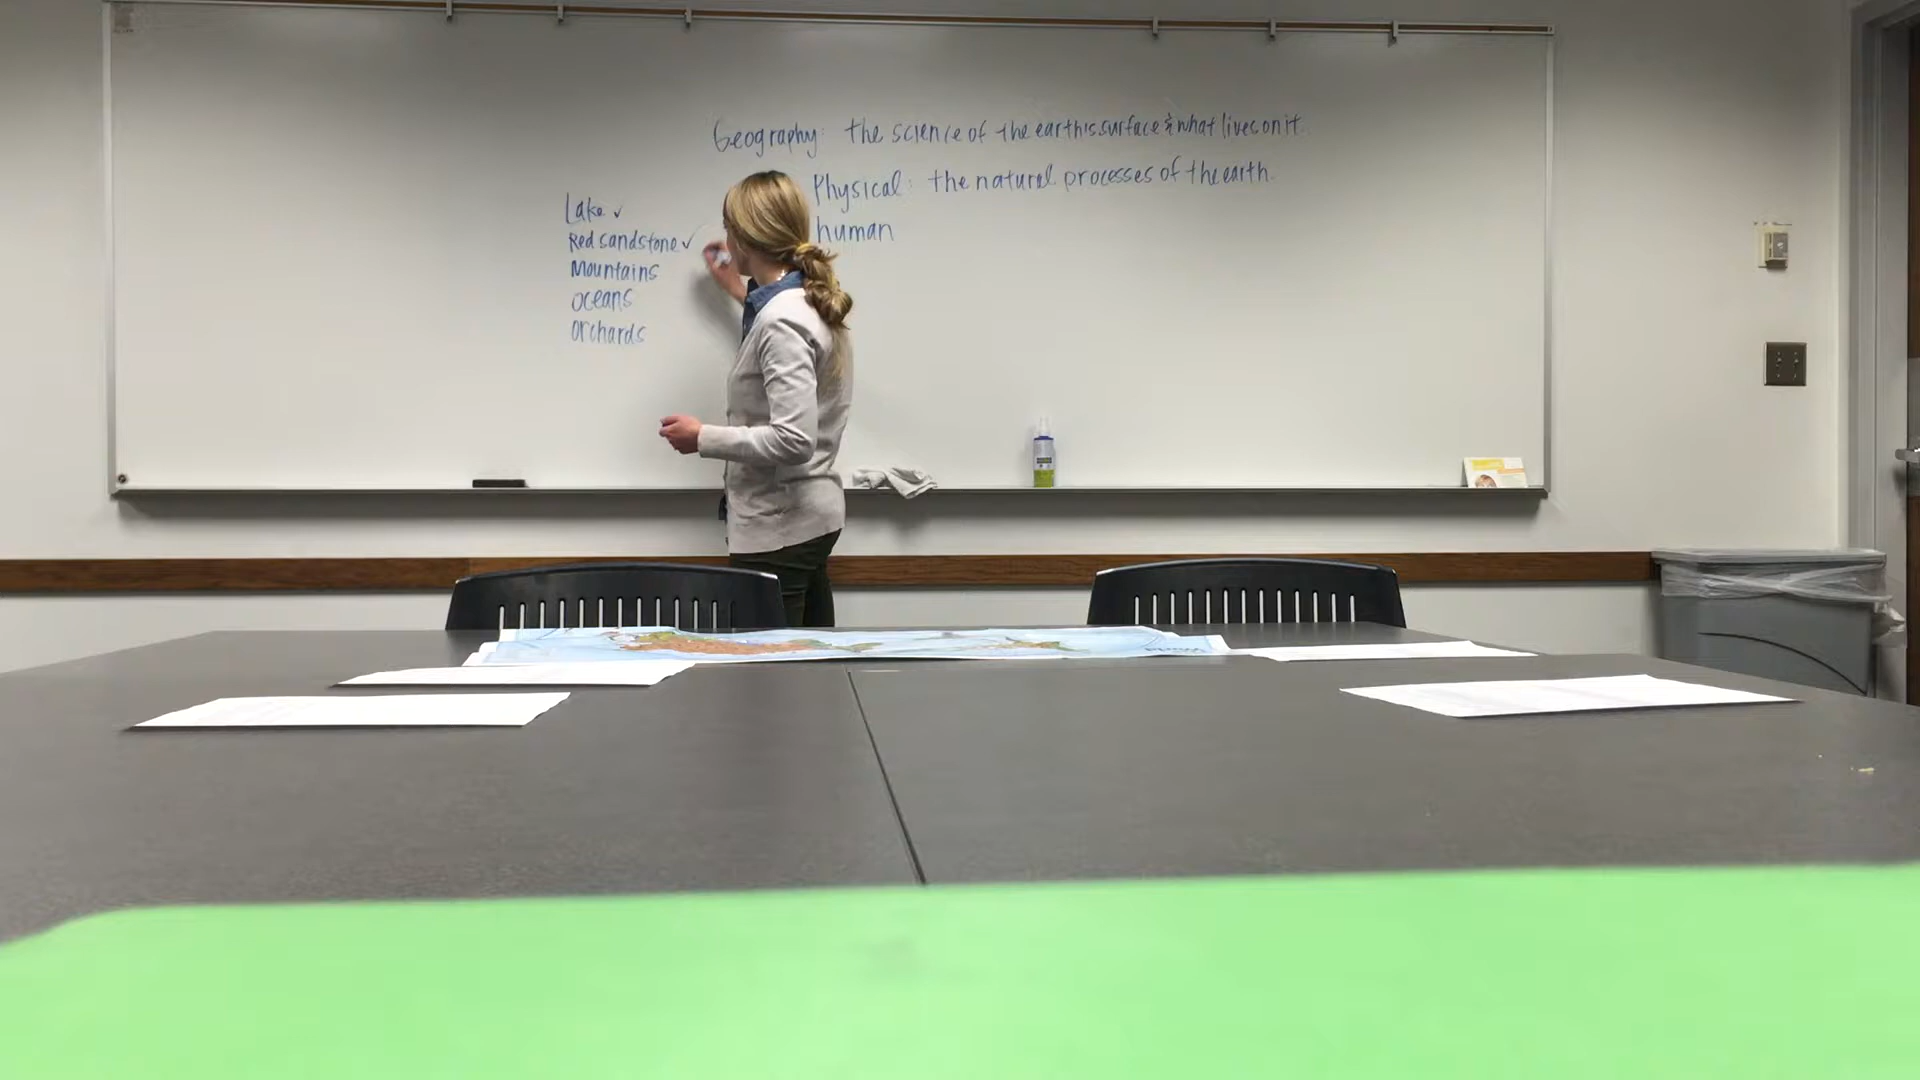 Geography: the science of the earth's surface & what lives on it.
Physical: the natural processes of the earth.
human
Lake ✓
Red sandstone ✓
Mountains
Oceans
Orchards
World